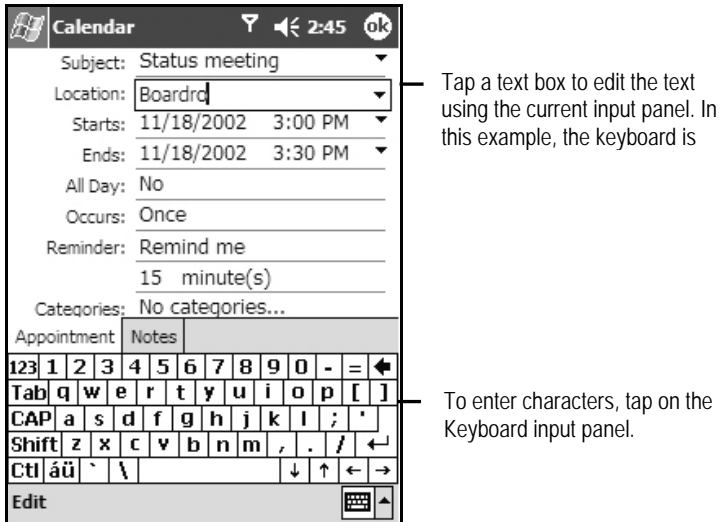 Calendar 2:45 ok
Subject: Status meeting
Location: Boardro
Starts: 11/18/2002 3:00 PM
Ends: 11/18/2002 3:30 PM
All Day: No
Occurs: Once
Reminder: Remind me
15 minute(s)
Categories: No categories...
Appointment Notes
123 1 2 3 4 5 6 7 8 9 0 - =
Tab q w e r t y u i o p [ ]
CAP a s d f g h j k l ; '
Shift z x c v b n m , . / ↵
Ctl áü ` \ ↓ ↑ ← →
Edit
Tap a text box to edit the text
using the current input panel. In
this example, the keyboard is
To enter characters, tap on the
Keyboard input panel.